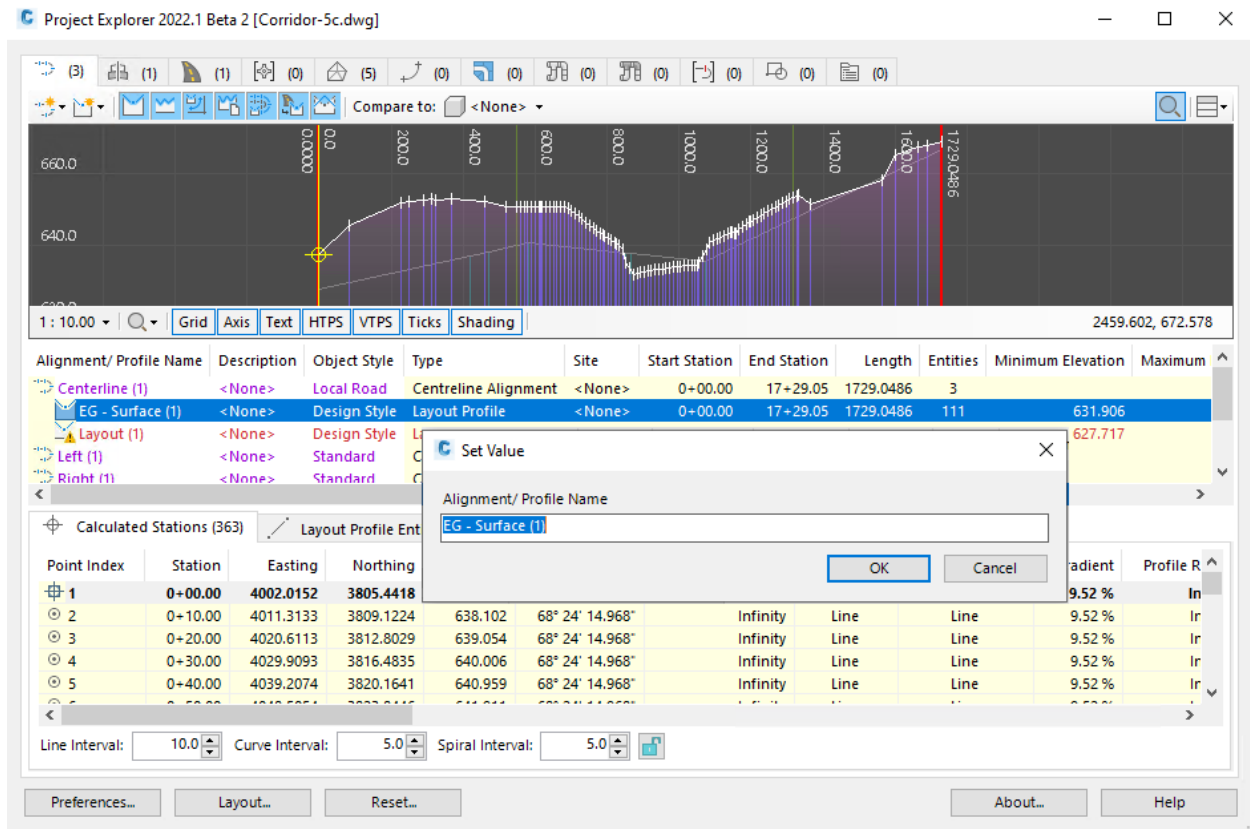 Project Explorer 2022.1 Beta 2 [Corridor-5c.dwg]
(3) (1) (1) (0) (5) (0) (0) (0) (0) (0) (0) (0)
Compare to: <None>
0.0000 0.0 200.0 400.0 600.0 800.0 1000.0 1200.0 1400.0 1600.0 1729.0486
660.0
640.0
1 : 10.00 Grid Axis Text HTPS VTPS Ticks Shading 2459.602, 672.578
Alignment/ Profile Name Description Object Style Type Site Start Station End Station Length Entities Minimum Elevation Maximum
Centerline (1) <None> Local Road Centreline Alignment <None> 0+00.00 17+29.05 1729.0486 3
EG - Surface (1) <None> Design Style Layout Profile <None> 0+00.00 17+29.05 1729.0486 111 631.906
Layout (1) <None> Design Style 627.717
Left (1) <None> Standard
Right (1) <None> Standard
Set Value
Alignment/ Profile Name
EG - Surface (1)
OK Cancel
Calculated Stations (363) Layout Profile Ent
Point Index Station Easting Northing adient Profile R
1 0+00.00 4002.0152 3805.4418 9.52 % In
2 0+10.00 4011.3133 3809.1224 638.102 68° 24' 14.968" Infinity Line Line 9.52 % Ir
3 0+20.00 4020.6113 3812.8029 639.054 68° 24' 14.968" Infinity Line Line 9.52 % Ir
4 0+30.00 4029.9093 3816.4835 640.006 68° 24' 14.968" Infinity Line Line 9.52 % Ir
5 0+40.00 4039.2074 3820.1641 640.959 68° 24' 14.968" Infinity Line Line 9.52 % Ir
Line Interval: 10.0 Curve Interval: 5.0 Spiral Interval: 5.0
Preferences... Layout... Reset... About... Help